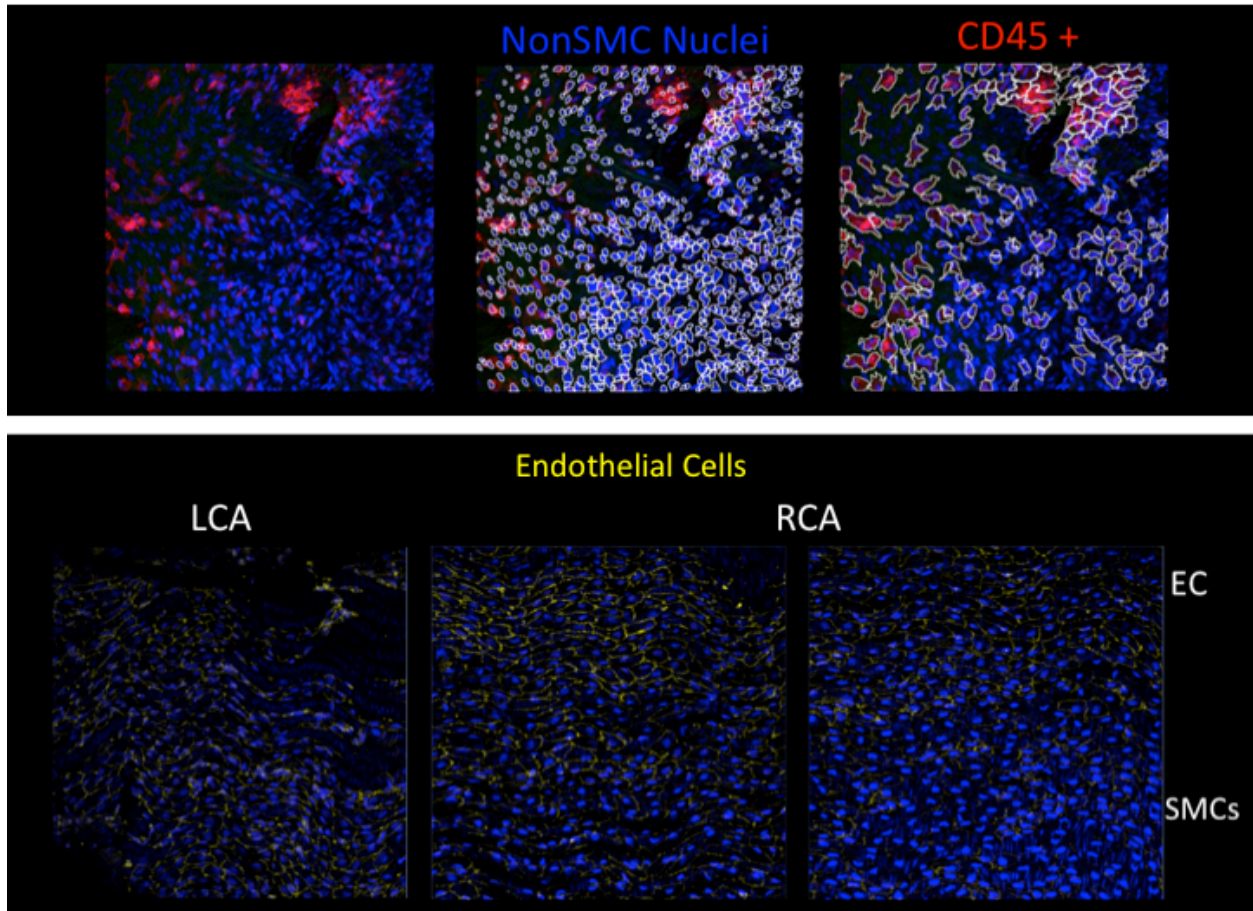 NonSMC Nuclei
CD45 +
Endothelial Cells
LCA
RCA
EC
SMCs